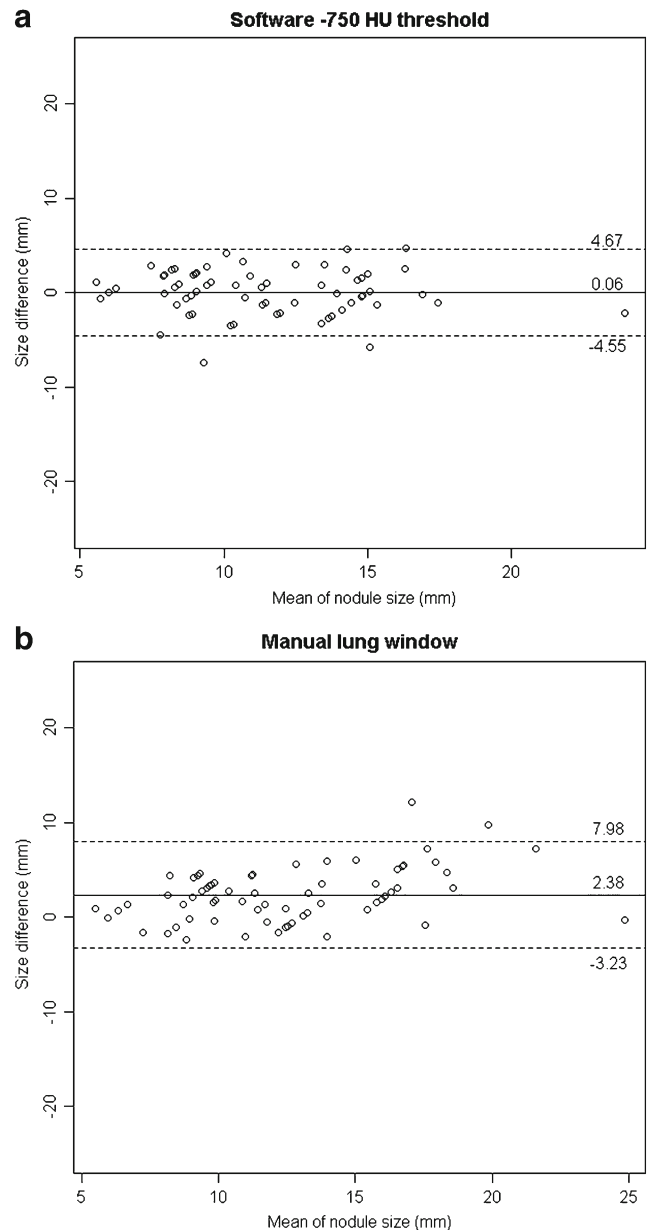 a
Software -750 HU threshold
Size difference (mm)
20
10
0
-10
-20
4.67
0.06
-4.55
5 10 15 20
Mean of nodule size (mm)
b
Manual lung window
Size difference (mm)
20
10
0
-10
-20
7.98
2.38
-3.23
5 10 15 20 25
Mean of nodule size (mm)